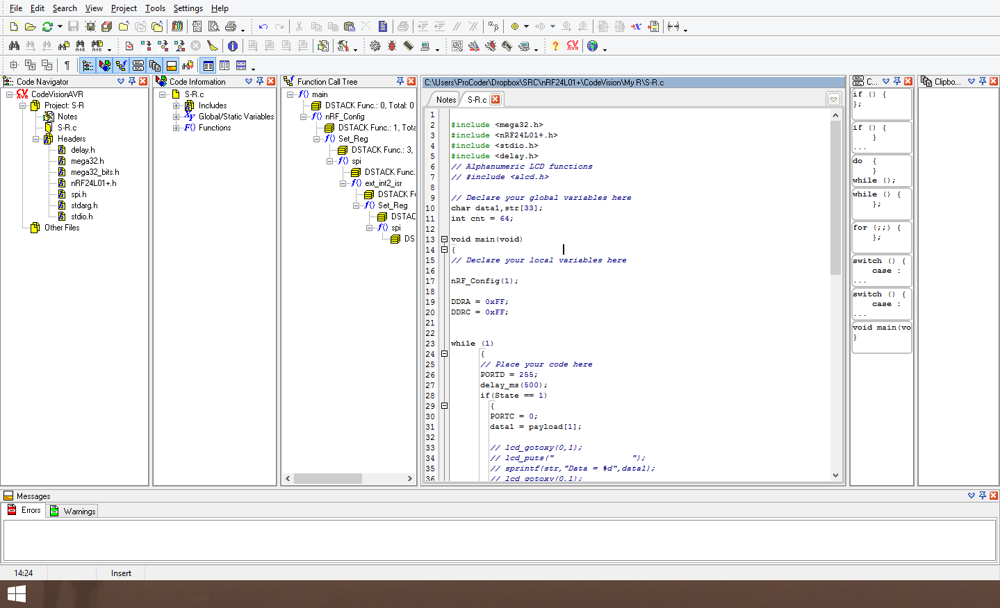 File Edit Search View Project Tools Settings Help
Code Navigator
CodeVisionAVR
Project: S-R
Notes
S-R.c
Headers
delay.h
mega32.h
mega32_bits.h
nRF24L01+.h
spi.h
stdarg.h
stdio.h
Other Files
Code Information
S-R.c
Includes
Global/Static Variables
Functions
Function Call Tree
main
DSTACK Func.: 0, Total: 0
nRF_Config
DSTACK Func.: 1, Tota
Set_Reg
DSTACK Func.: 3,
spi
DSTACK Func.
ext_int2_isr
DSTACK F
Set_Reg
DSTAC
spi
DS
C:\Users\ProCoder\Dropbox\SRC\nRF24L01+\CodeVision\My R\S-R.c
Notes S-R.c
1
2 #include <mega32.h>
3 #include <nRF24L01+.h>
4 #include <stdio.h>
5 #include <delay.h>
6 // Alphanumeric LCD functions
7 // #include <alcd.h>
8
9 // Declare your global variables here
10 char data1,str[33];
11 int cnt = 64;
12
13 void main(void)
14 {
15 // Declare your local variables here
16
17 nRF_Config(1);
18
19 DDRA = 0xFF;
20 DDRC = 0xFF;
21
22
23 while (1)
24 {
25 // Place your code here
26 PORTD = 255;
27 delay_ms(500);
28 if(State == 1)
29 {
30 PORTC = 0;
31 data1 = payload[1];
32
33 // lcd_gotoxy(0,1);
34 // lcd_puts("                ");
35 // sprintf(str,"Data = %d",data1);
36 // lcd_gotoxy(0,1);
C...
if () {
};
if () {
}
...
do {
}
while ();
while () {
};
for (;;) {
};
switch () {
case :
...
switch () {
case :
...
void main(vo
}
Clipbo...
Messages
Errors Warnings
14:24 Insert